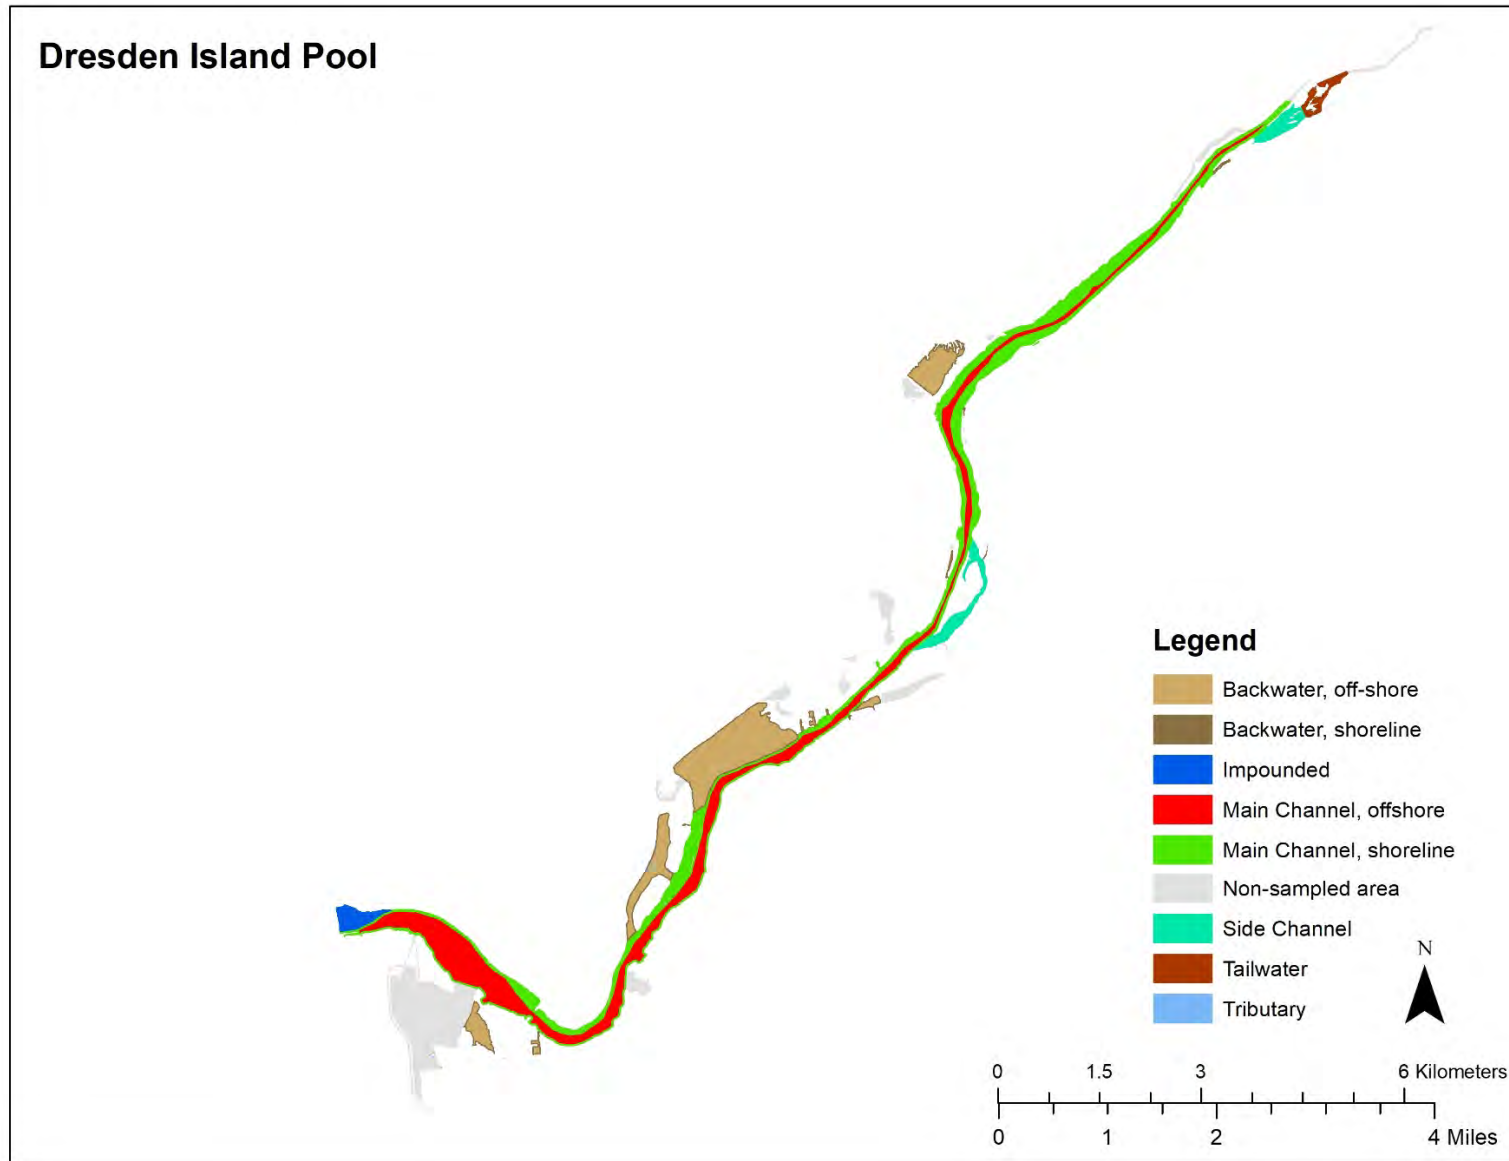 Dresden Island Pool
Legend
Backwater, off-shore
Backwater, shoreline
Impounded
Main Channel, offshore
Main Channel, shoreline
Non-sampled area
Side Channel
Tailwater
Tributary
N
0 1.5 3 6 Kilometers
0 1 2 4 Miles